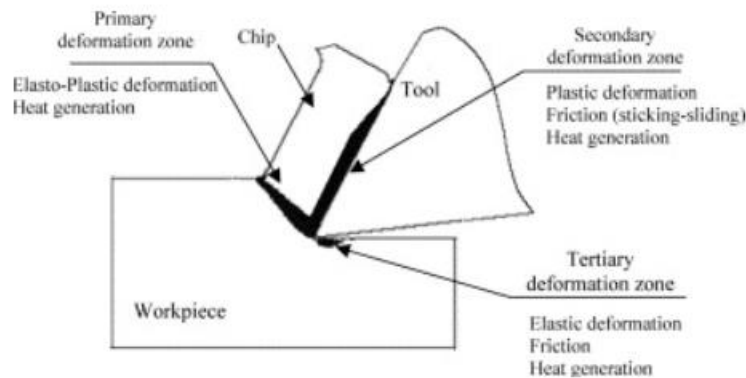 Primary
deformation zone
Elasto-Plastic deformation
Heat generation
Chip
Tool
Secondary
deformation zone
Plastic deformation
Friction (sticking-sliding)
Heat generation
Workpiece
Tertiary
deformation zone
Elastic deformation
Friction
Heat generation